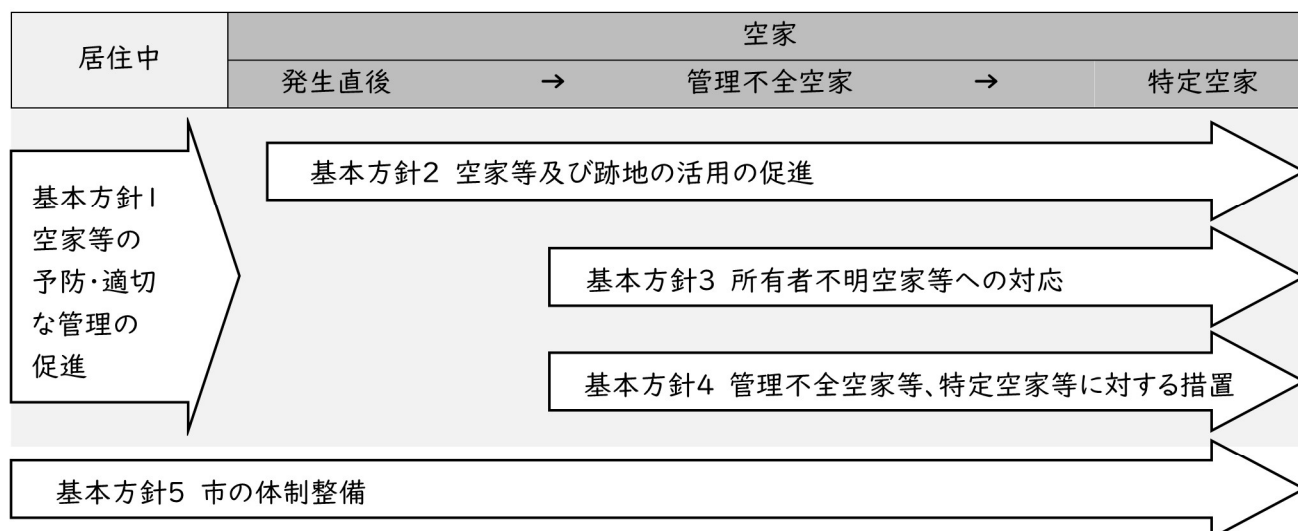 居住中
空家
発生直後 → 管理不全空家 → 特定空家
基本方針1
空家等の
予防・適切
な管理の
促進
基本方針2 空家等及び跡地の活用の促進
基本方針3 所有者不明空家等への対応
基本方針4 管理不全空家等、特定空家等に対する措置
基本方針5 市の体制整備